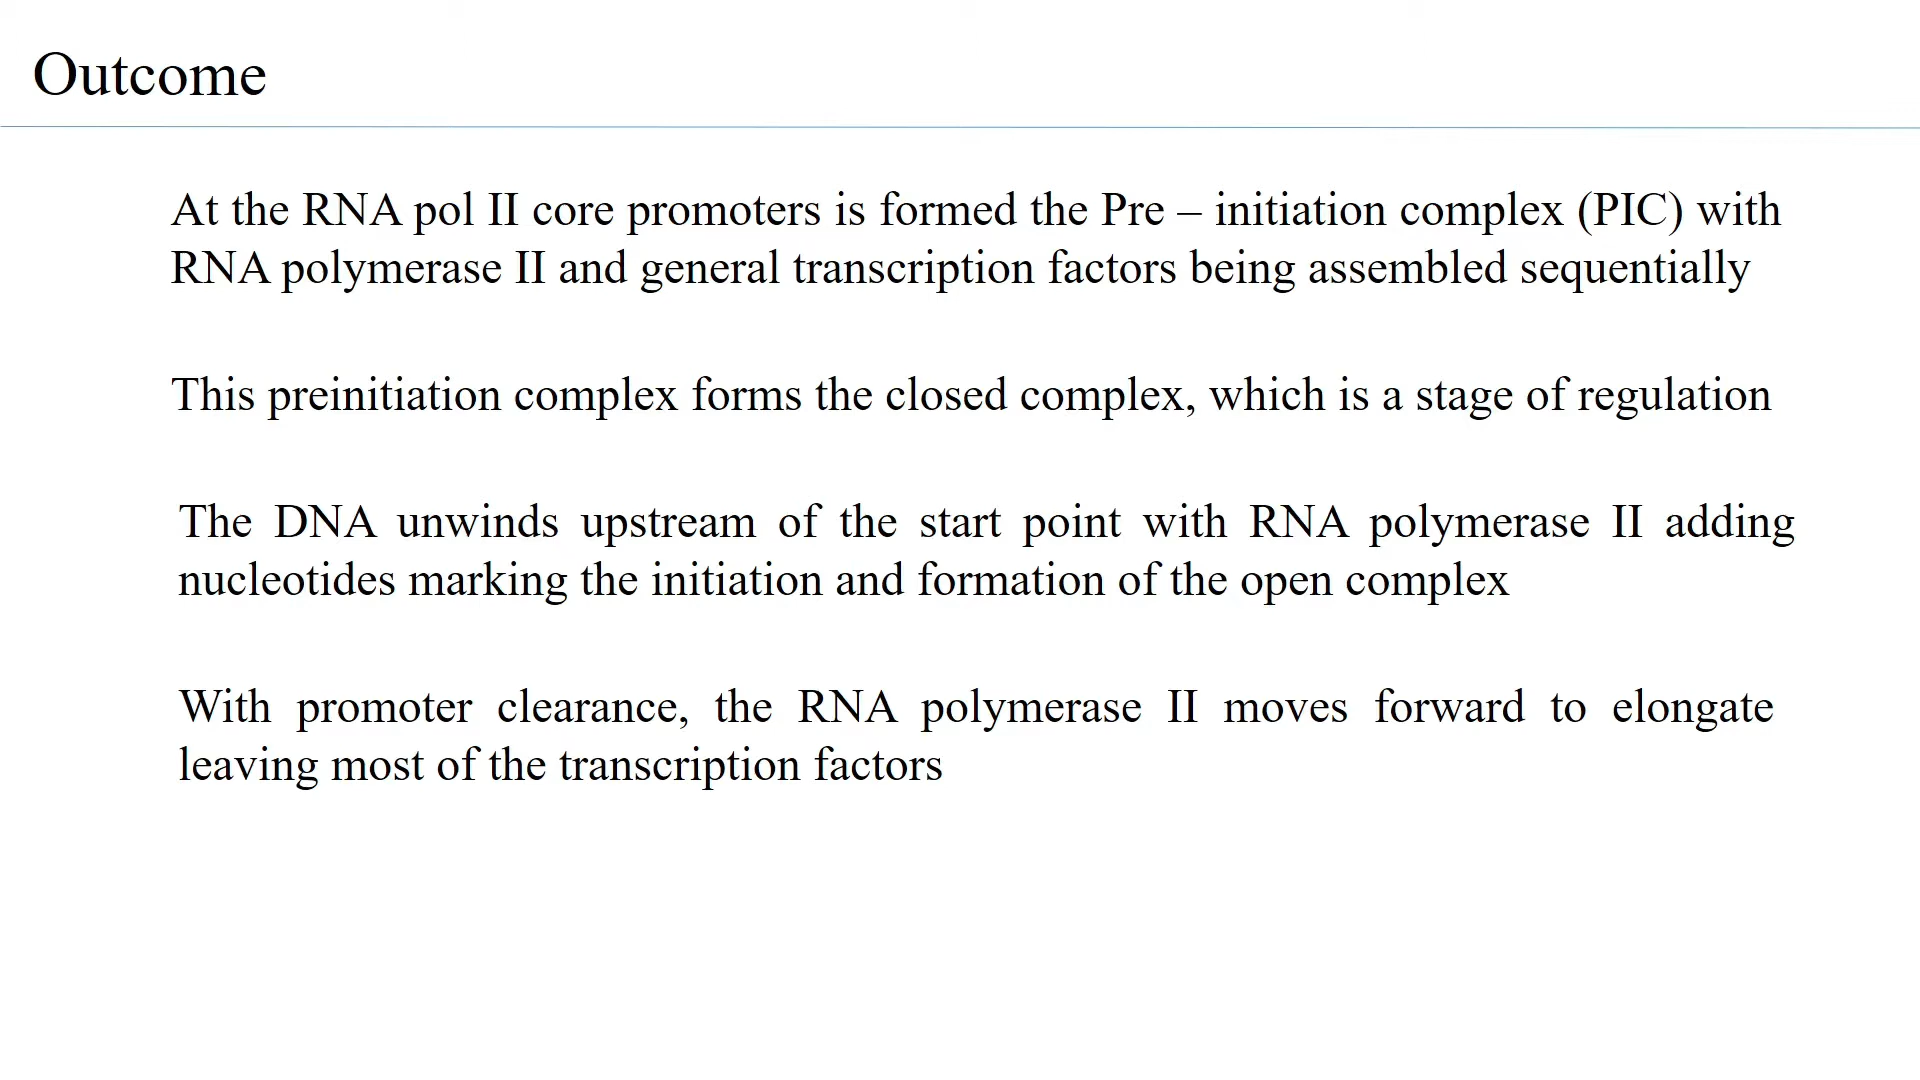 Outcome
At the RNA pol II core promoters is formed the Pre – initiation complex (PIC) with
RNA polymerase II and general transcription factors being assembled sequentially
This preinitiation complex forms the closed complex, which is a stage of regulation
The DNA unwinds upstream of the start point with RNA polymerase II adding
nucleotides marking the initiation and formation of the open complex
With promoter clearance, the RNA polymerase II moves forward to elongate
leaving most of the transcription factors